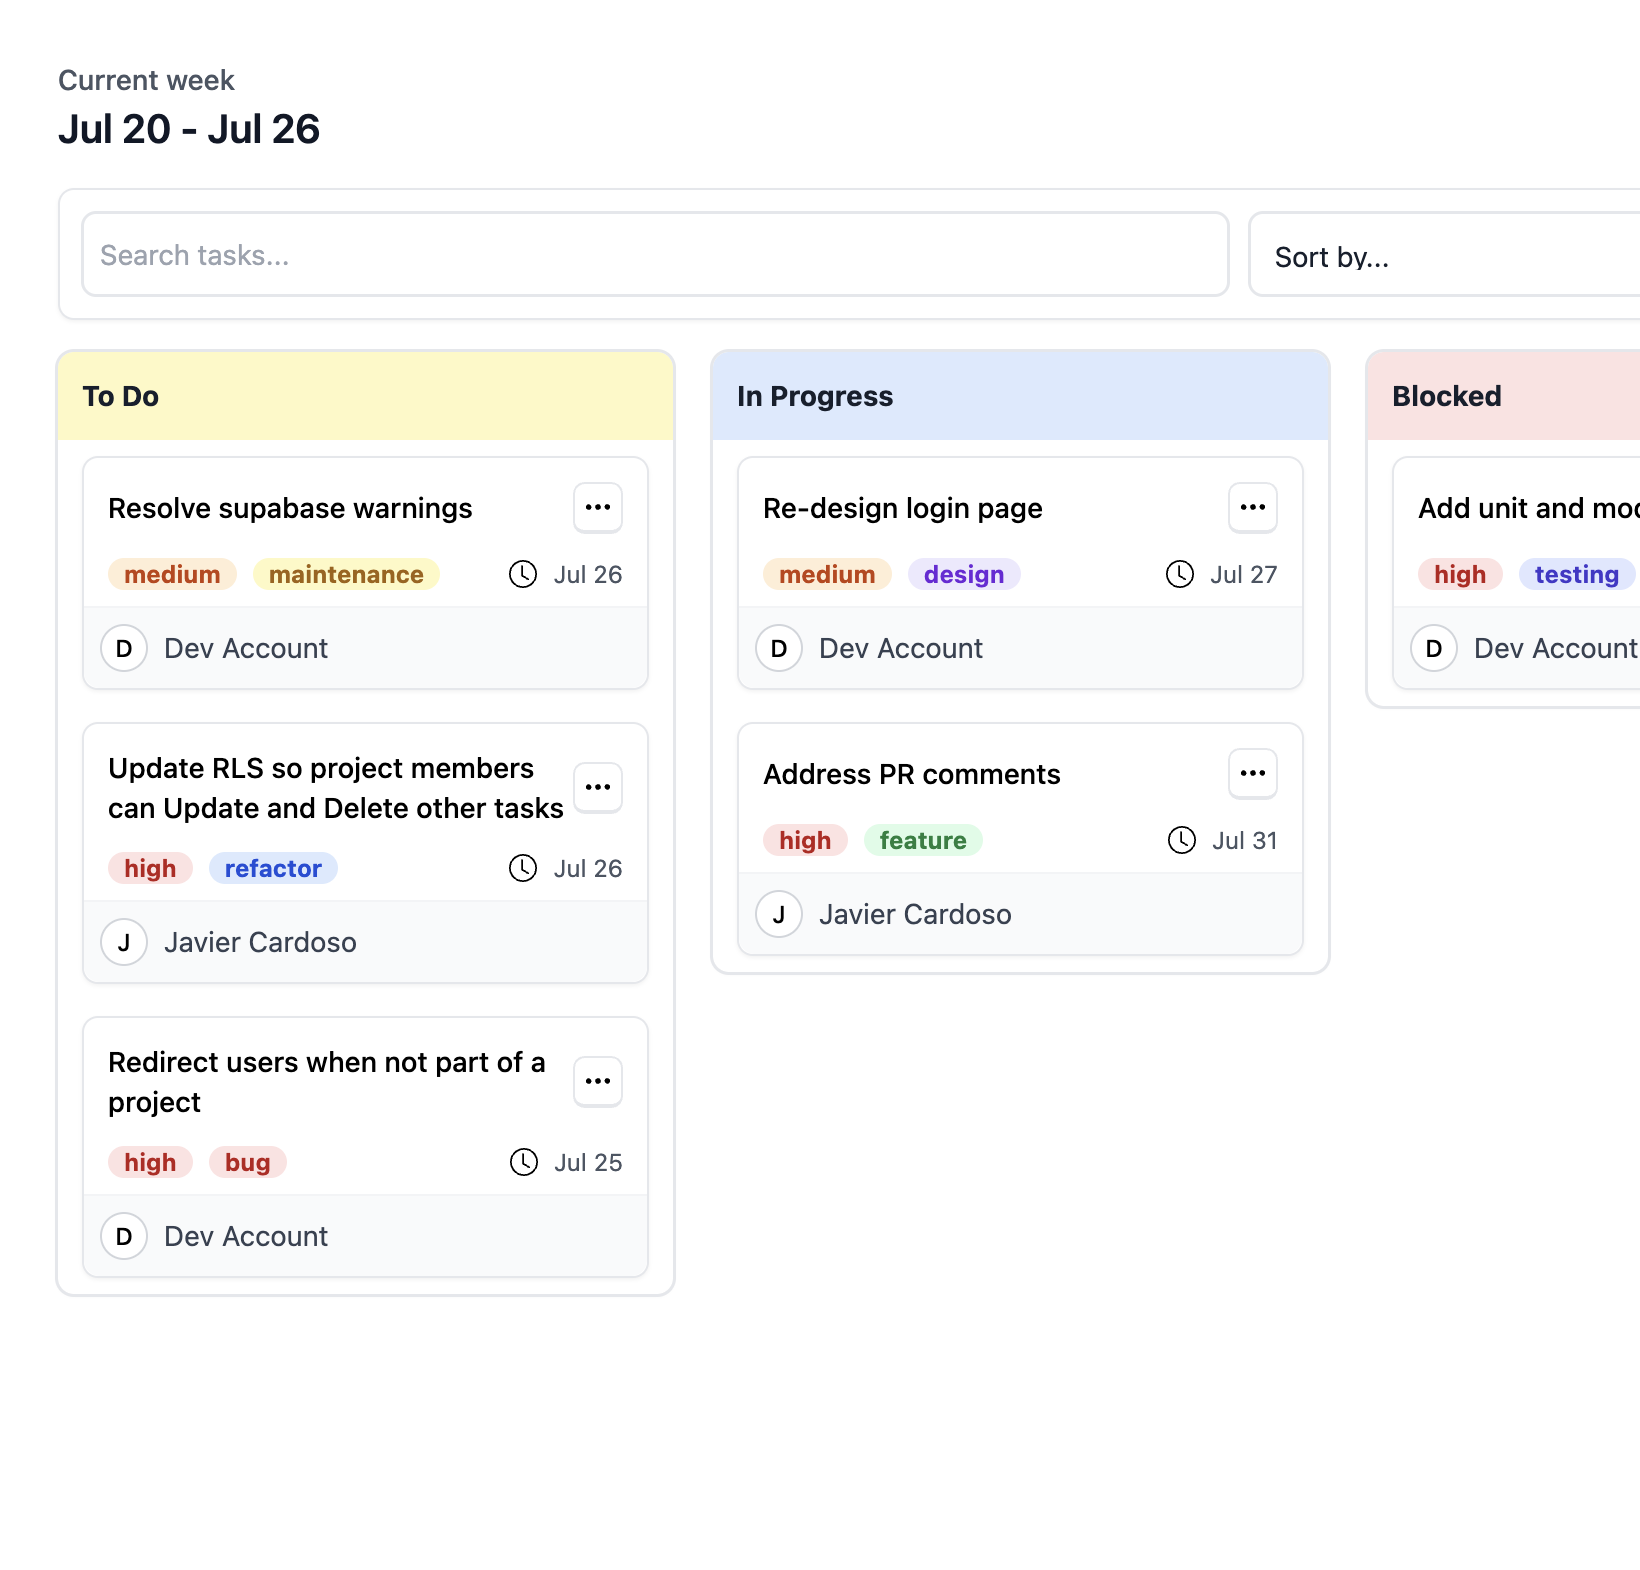 Current week
Jul 20 - Jul 26
Search tasks...
Sort by...
To Do
Resolve supabase warnings
medium maintenance Jul 26
D Dev Account
Update RLS so project members
can Update and Delete other tasks
high refactor Jul 26
J Javier Cardoso
Redirect users when not part of a
project
high bug Jul 25
D Dev Account
In Progress
Re-design login page
medium design Jul 27
D Dev Account
Address PR comments
high feature Jul 31
J Javier Cardoso
Blocked
Add unit and
high testing
D Dev Account